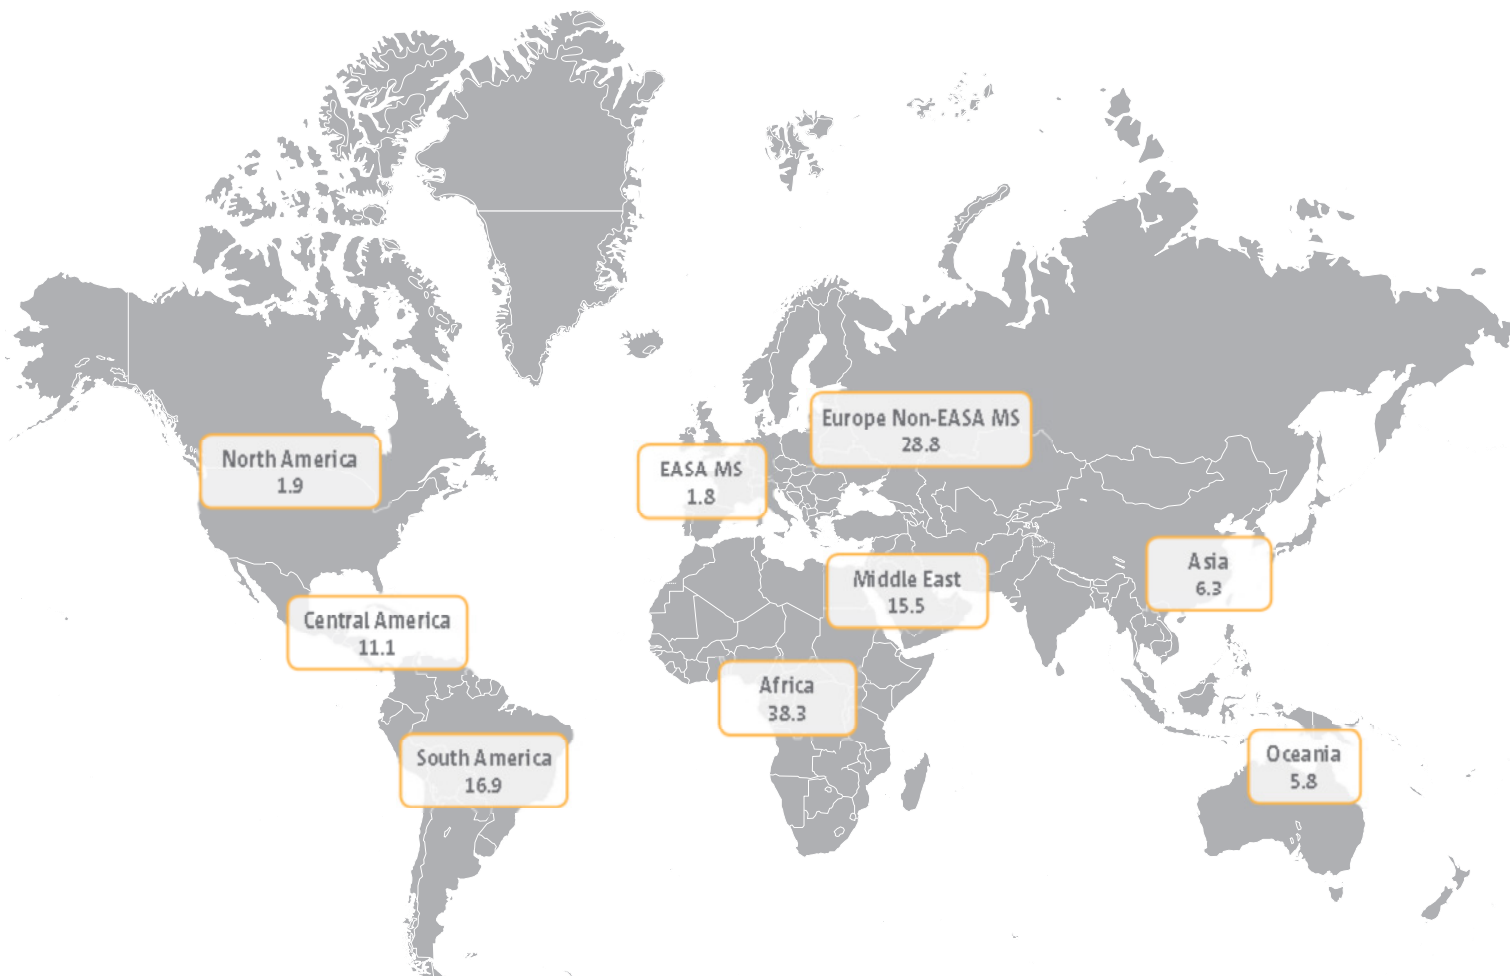 Europe Non-EASA MS
28.8
North America
1.9
EASA MS
1.8
Asia
6.3
Middle East
15.5
Central America
11.1
Africa
38.3
South America
16.9
Oceania
5.8